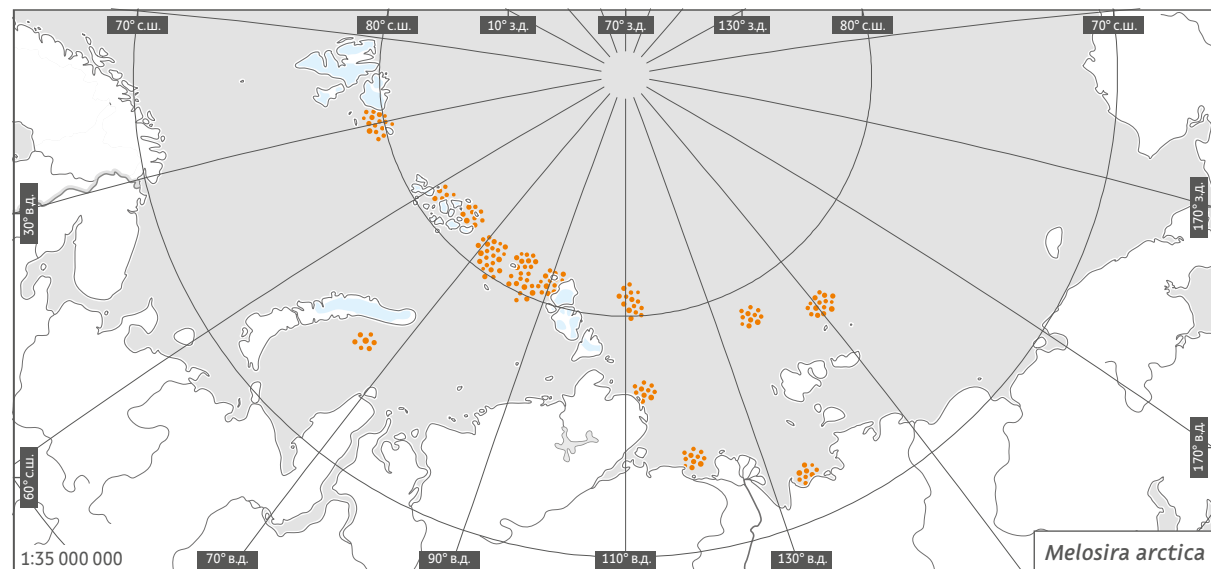 70° с.ш.
80° с.ш.
10° з.д.
70° з.д.
130° з.д.
80° с.ш.
70° с.ш.
30° в.д.
170° з.д.
60° с.ш.
170° в.д.
1:35 000 000
70° в.д.
90° в.д.
110° в.д.
130° в.д.
Melosira arctica